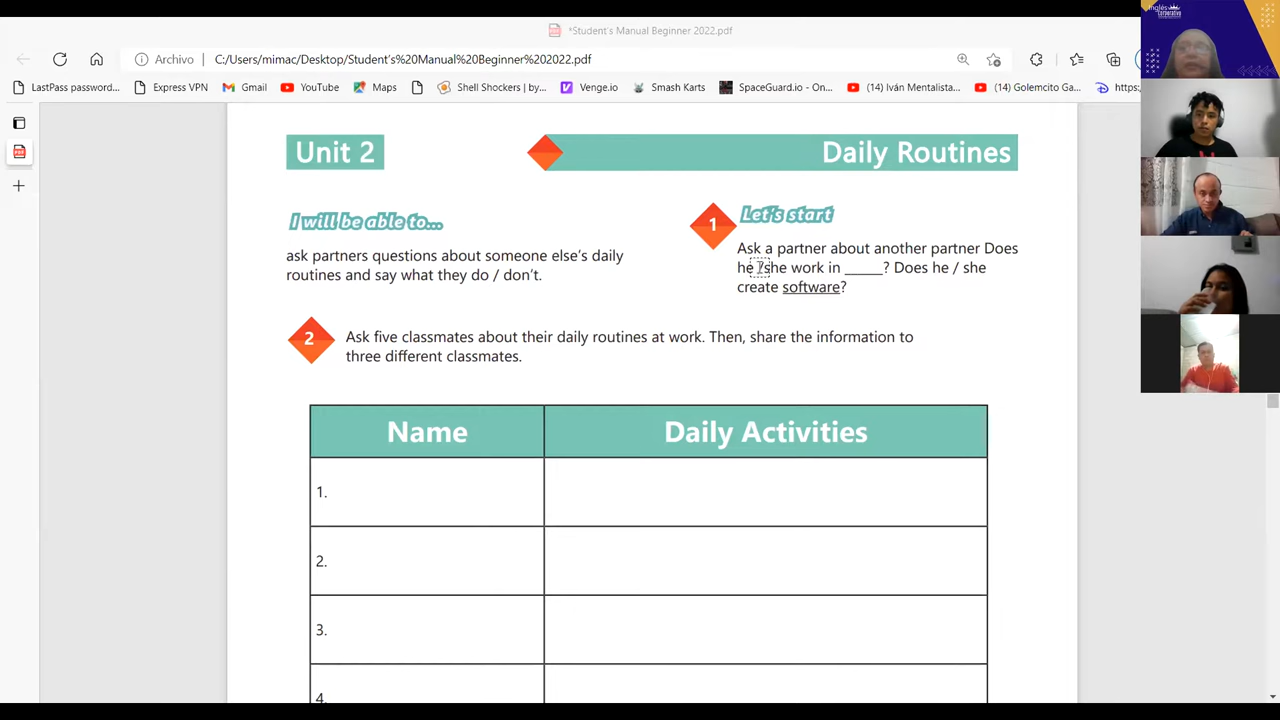 *Student's Manual Beginner 2022.pdf
Archivo
C:/Users/mimac/Desktop/Student's%20Manual%20Beginner%202022.pdf
LastPass password...
Express VPN
Gmail
YouTube
Maps
Shell Shockers | by...
Venge.io
Smash Karts
SpaceGuard.io - On...
(14) Iván Mentalista...
(14) Golemcito Ga...
https;
Inglés
Corporativo
Unit 2
Daily Routines
I will be able to...
ask partners questions about someone else's daily
routines and say what they do / don't.
1
Let's start
Ask a partner about another partner Does
he / she work in _____? Does he / she
create software?
2
Ask five classmates about their daily routines at work. Then, share the information to
three different classmates.
Name
Daily Activities
1.
2.
3.
4.